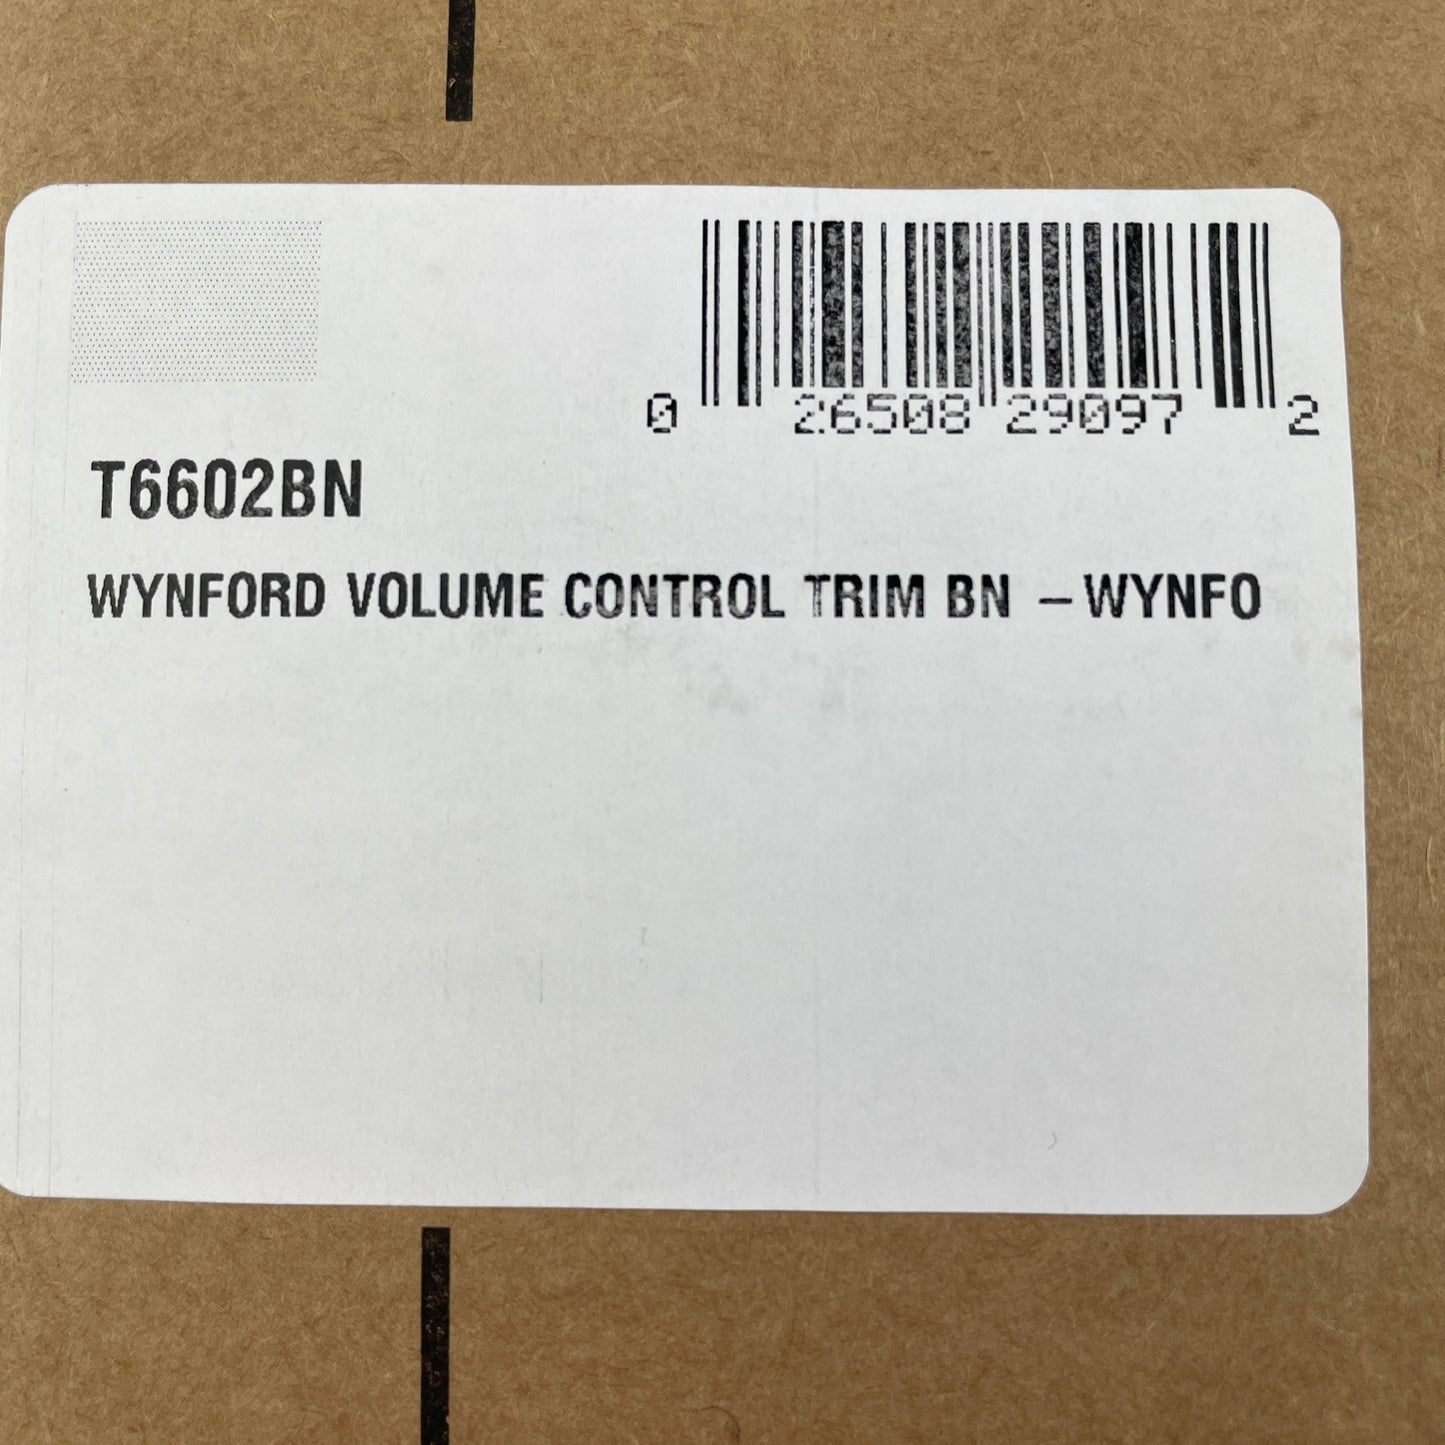 0 26508 29097 2
T6602BN
WYNFORD VOLUME CONTROL TRIM BN – WYNFO